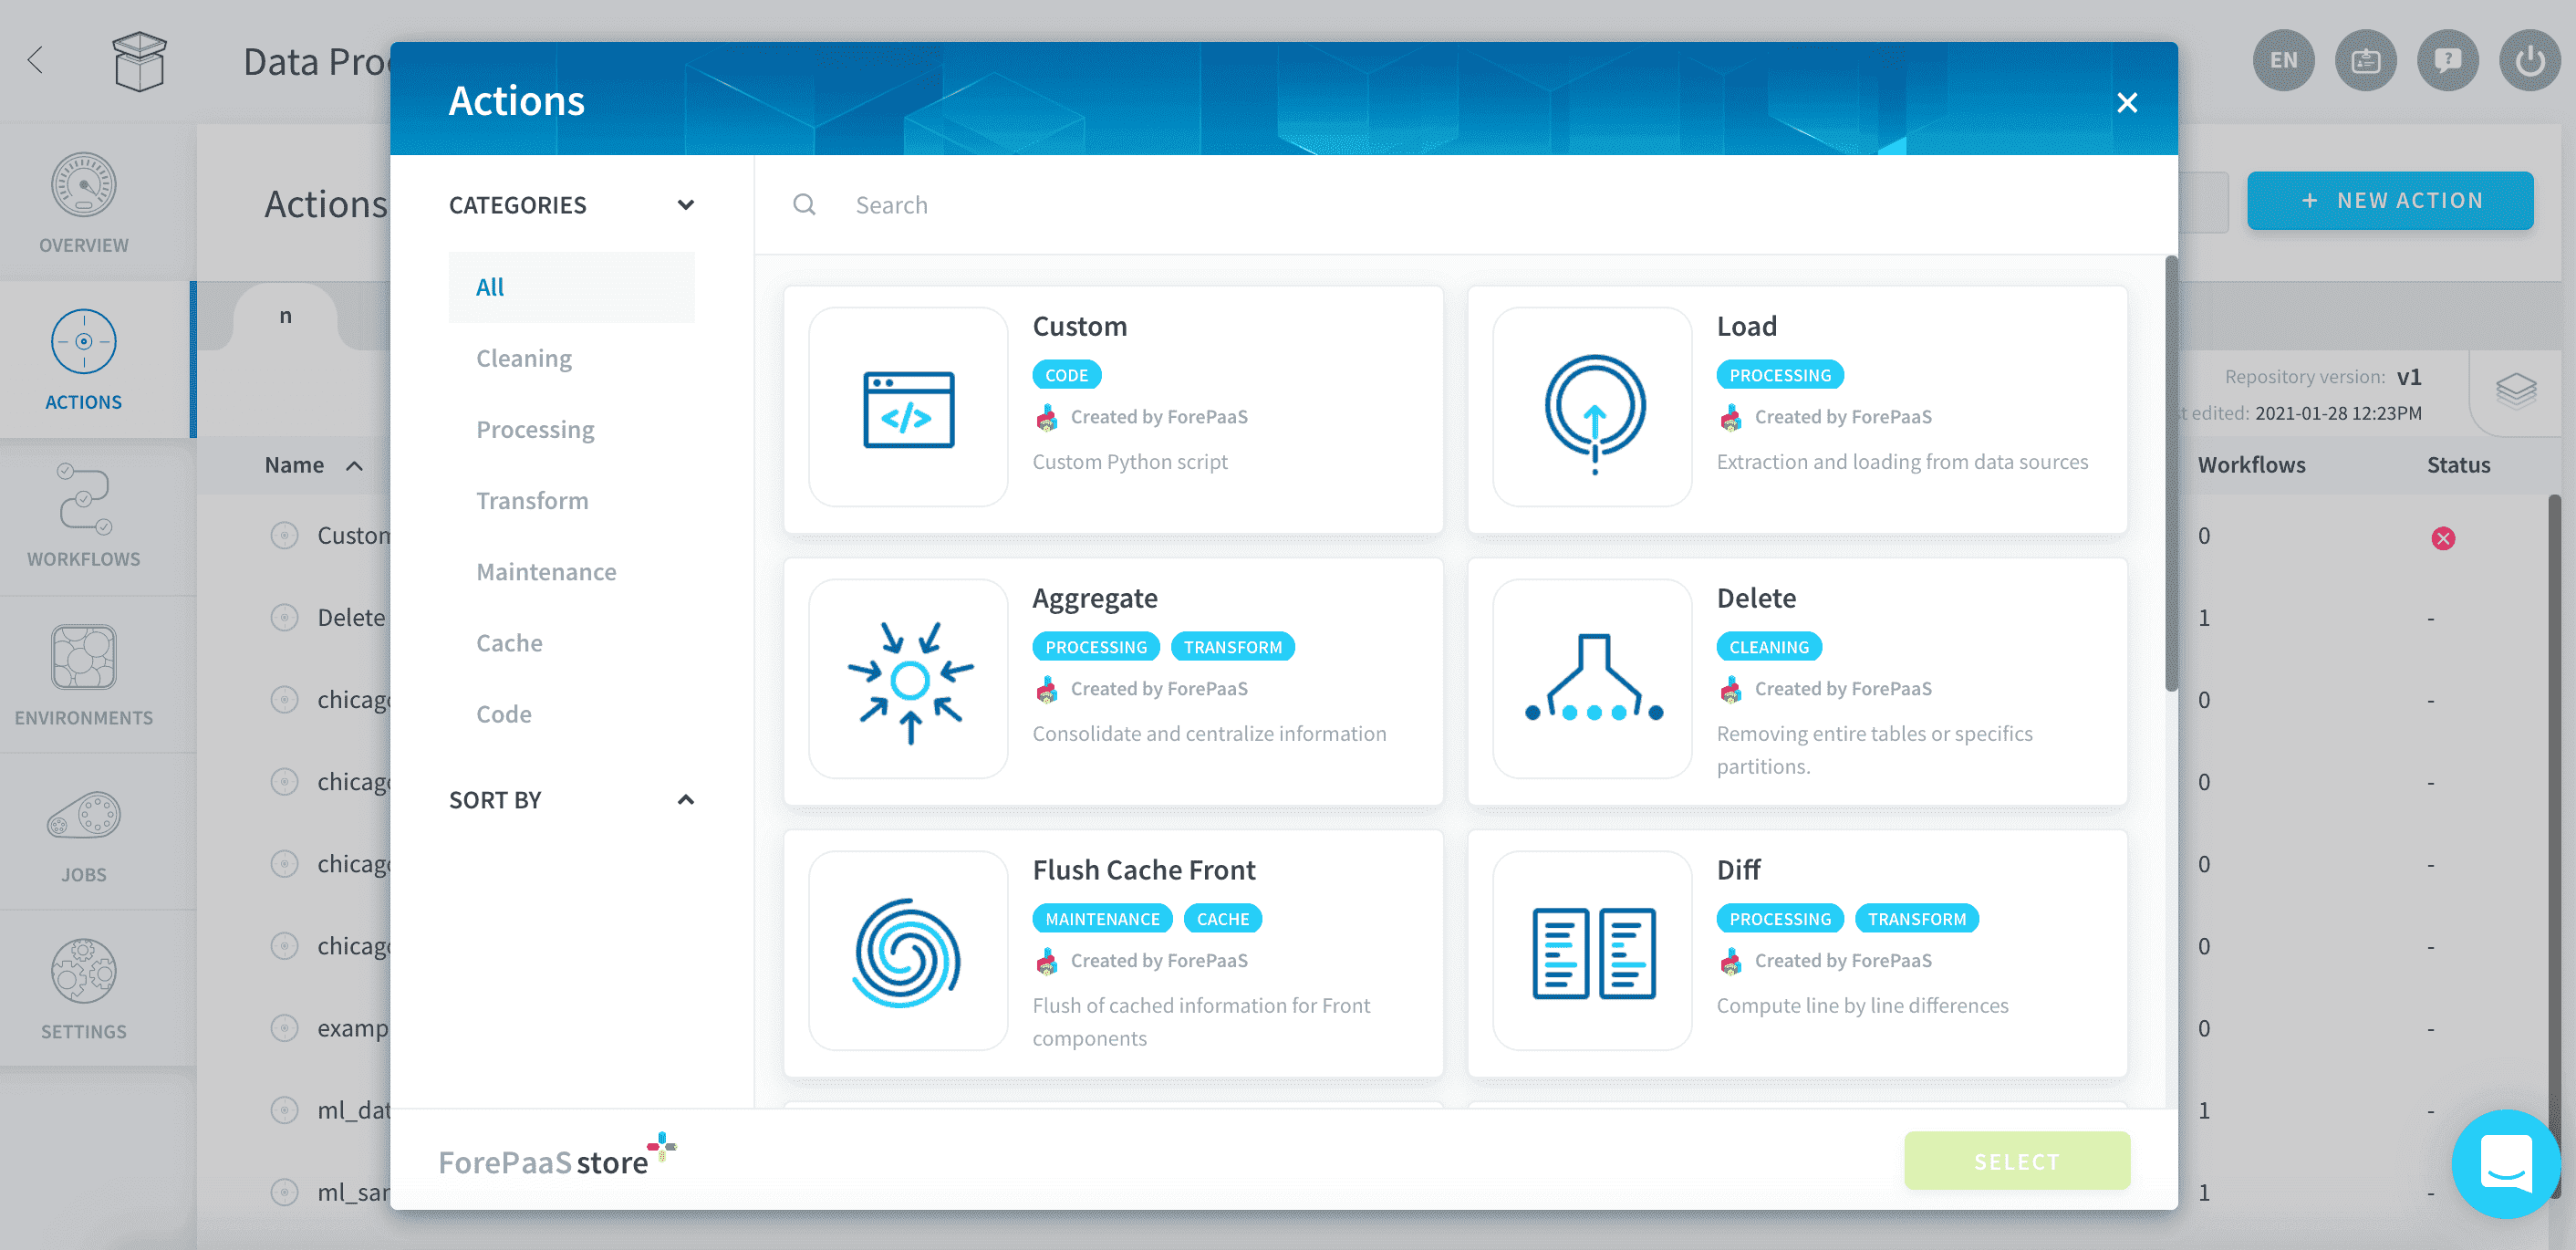 Data Pro
EN
Actions
OVERVIEW
Actions
CATEGORIES
Search
+ NEW ACTION
All
n
Cleaning
Processing
Transform
Maintenance
Cache
Code
SORT BY
ACTIONS
WORKFLOWS
ENVIRONMENTS
JOBS
SETTINGS
Custom
CODE
Created by ForePaaS
Custom Python script
Load
PROCESSING
Created by ForePaaS
Extraction and loading from data sources
Aggregate
PROCESSING TRANSFORM
Created by ForePaaS
Consolidate and centralize information
Delete
CLEANING
Created by ForePaaS
Removing entire tables or specifics
partitions.
Flush Cache Front
MAINTENANCE CACHE
Created by ForePaaS
Flush of cached information for Front
components
Diff
PROCESSING TRANSFORM
Created by ForePaaS
Compute line by line differences
Repository version: v1
t edited: 2021-01-28 12:23PM
Name
Workflows
Status
Custom
0
Delete
1
-
chicago
0
-
chicago
0
-
chicago
0
-
chicago
0
-
examp
0
-
ml_dat
1
-
ml_sar
1
-
ForePaaS store
SELECT